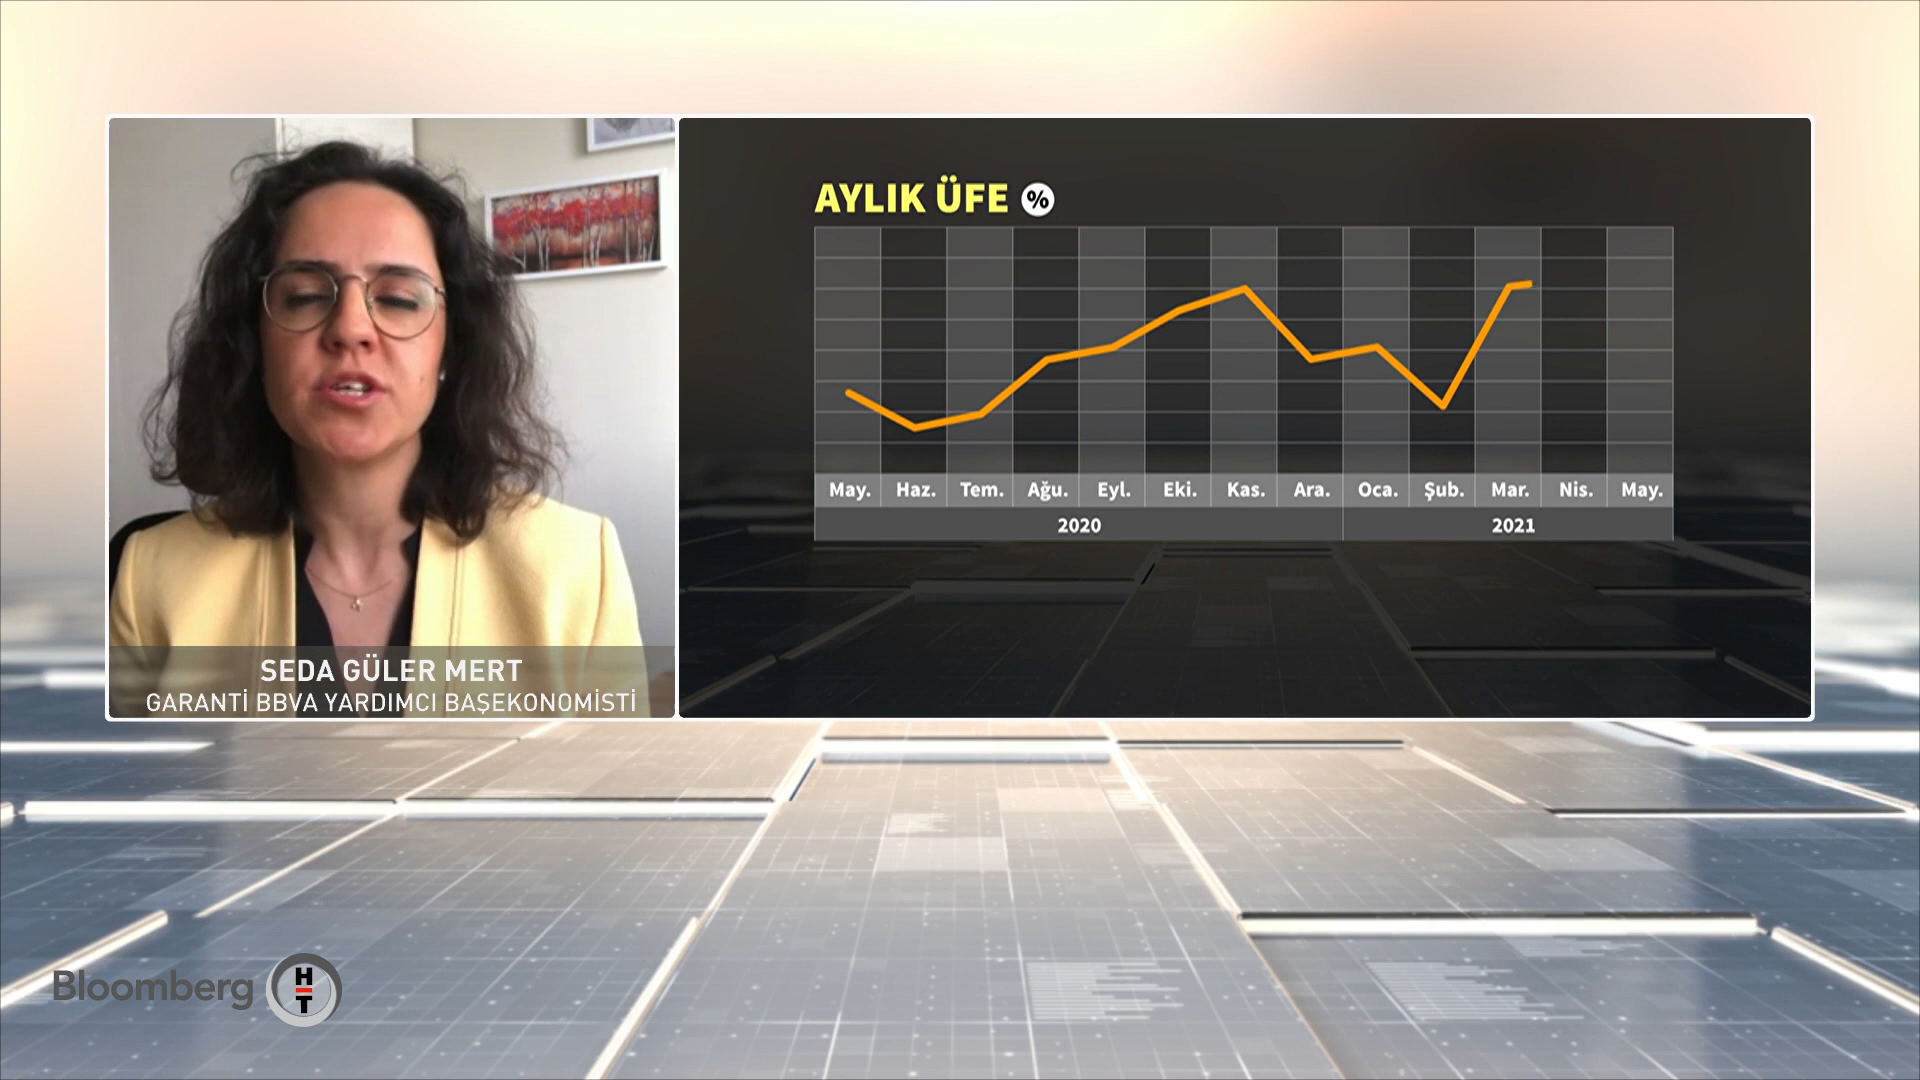 AYLIK ÜFE %
May. Haz. Tem. Ağu. Eyl. Eki. Kas. Ara. Oca. Şub. Mar. Nis. May.
2020 2021
SEDA GÜLER MERT
GARANTİ BBVA YARDIMCI BAŞEKONOMİSTİ
Bloomberg HT